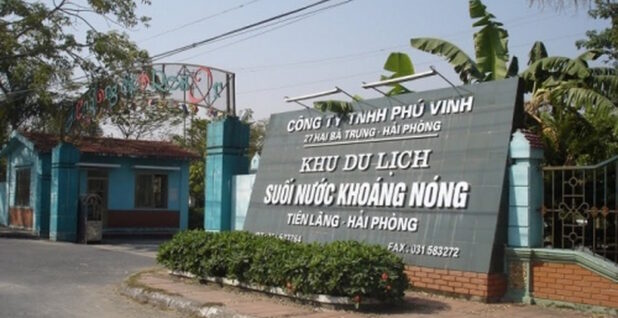 CÔNG TY TNHH PHÚ VINH
27 HAI BÀ TRƯNG - HẢI PHÒNG
KHU DU LỊCH
SUỐI NƯỚC KHOÁNG NÓNG
TIÊN LÃNG - HẢI PHÒNG
FAX: 031 583272